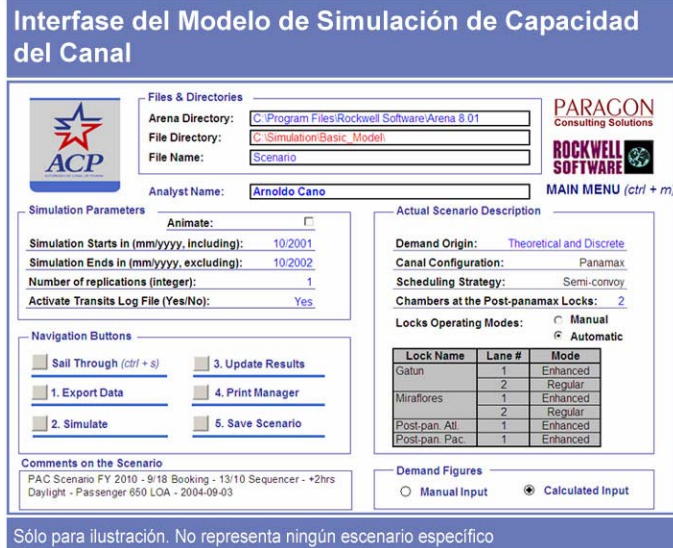 Interfase del Modelo de Simulación de Capacidad
del Canal
ACP
Files & Directories
Arena Directory: C:\Program Files\Rockwell Software\Arena 8.01
File Directory: C:\Simulation\Basic_Model\
File Name: Scenario
Analyst Name: Arnoldo Cano
PARAGON
Consulting Solutions
ROCKWELL
SOFTWARE
MAIN MENU (ctrl + m)
Simulation Parameters
Animate:
Simulation Starts in (mm/yyyy, including): 10/2001
Simulation Ends in (mm/yyyy, excluding): 10/2002
Number of replications (integer): 1
Activate Transits Log File (Yes/No): Yes
Navigation Buttons
Sail Through (ctrl + s)
3. Update Results
1. Export Data
4. Print Manager
2. Simulate
5. Save Scenario
Comments on the Scenario
PAC Scenario FY 2010 - 9/18 Booking - 13/10 Sequencer - +2hrs
Daylight - Passenger 650 LOA - 2004-09-03
Actual Scenario Description
Demand Origin: Theoretical and Discrete
Canal Configuration: Panamax
Scheduling Strategy: Semi-convoy
Chambers at the Post-panamax Locks: 2
Locks Operating Modes: Manual
Automatic
Lock Name Lane # Mode
Gatun 1 Enhanced
2 Regular
Miraflores 1 Enhanced
2 Regular
Post-pan. Atl. 1 Enhanced
Post-pan. Pac. 1 Enhanced
Demand Figures
Manual Input
Calculated Input
Sólo para ilustración. No representa ningún escenario específico